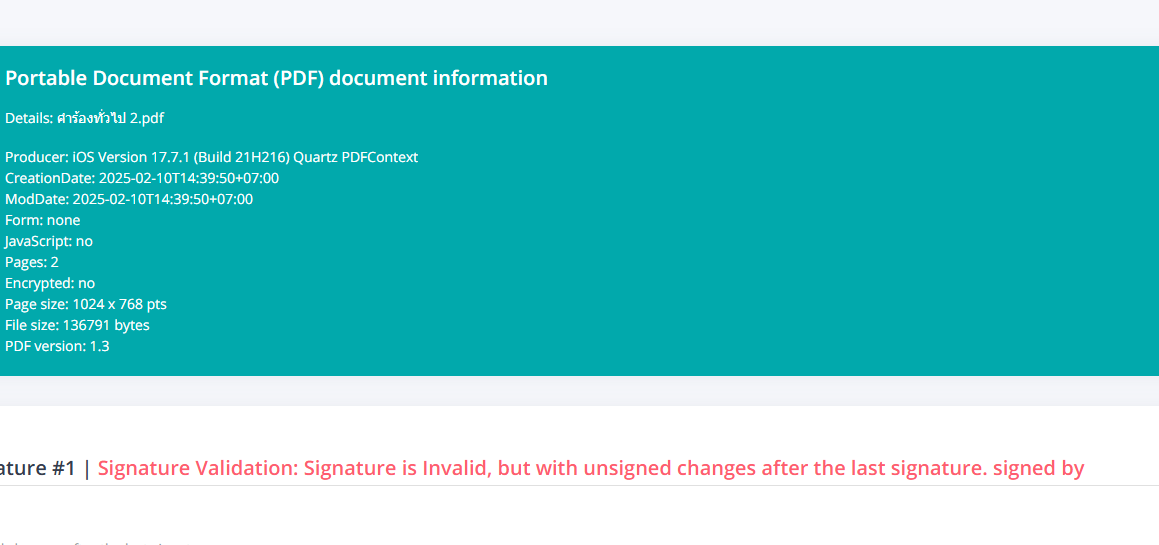 Portable Document Format (PDF) document information
Details: คำร้องทั่วไป 2.pdf
Producer: iOS Version 17.7.1 (Build 21H216) Quartz PDFContext
CreationDate: 2025-02-10T14:39:50+07:00
ModDate: 2025-02-10T14:39:50+07:00
Form: none
JavaScript: no
Pages: 2
Encrypted: no
Page size: 1024 x 768 pts
File size: 136791 bytes
PDF version: 1.3
ature #1 | Signature Validation: Signature is Invalid, but with unsigned changes after the last signature. signed by